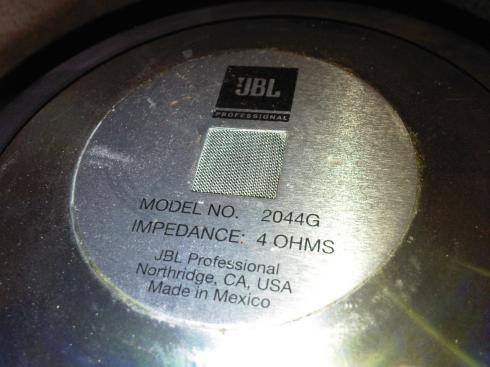 JBL
PROFESSIONAL
MODEL NO. 2044G
IMPEDANCE: 4 OHMS
JBL Professional
Northridge, CA, USA
Made in Mexico